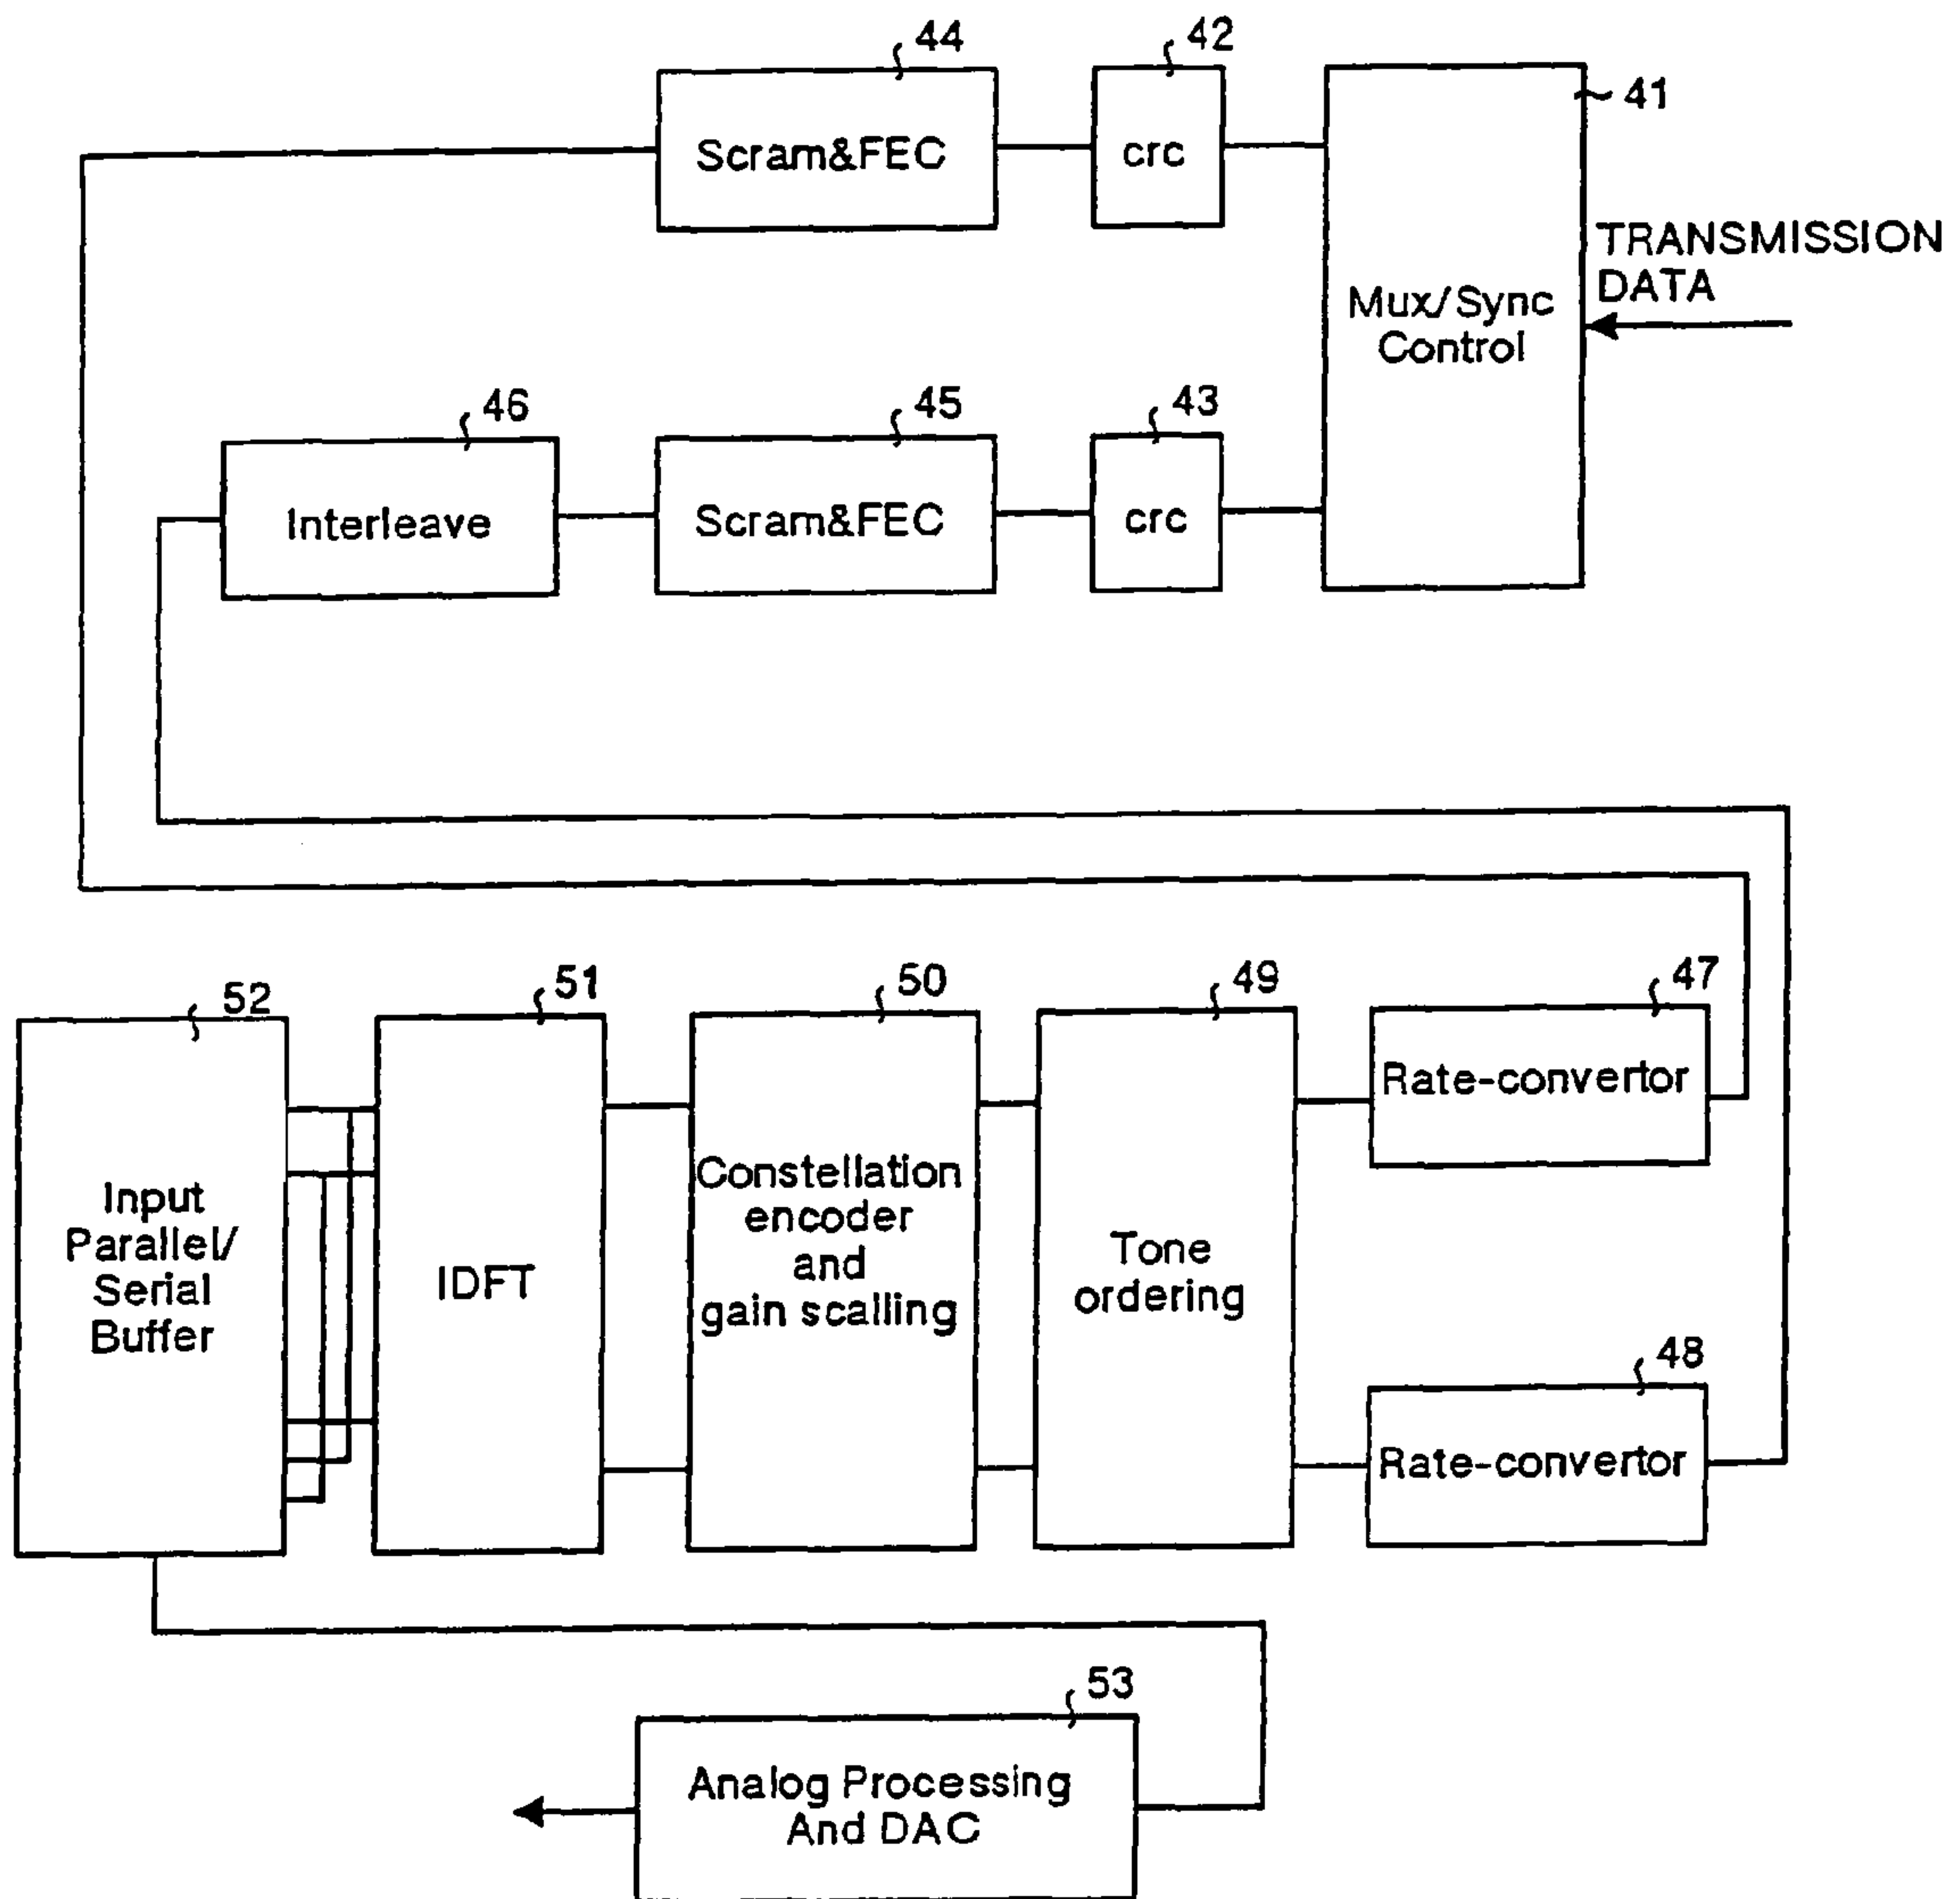 44
42
41
Scram&FEC
crc
TRANSMISSION
DATA
Mux/Sync
Control
46
45
43
Interleave
Scram&FEC
crc
52
51
50
49
47
Rate-convertor
Constellation
encoder
and
gain scalling
Input
Parallel/
Serial
Buffer
IDFT
Tone
ordering
48
Rate-convertor
53
Analog Processing
And DAC